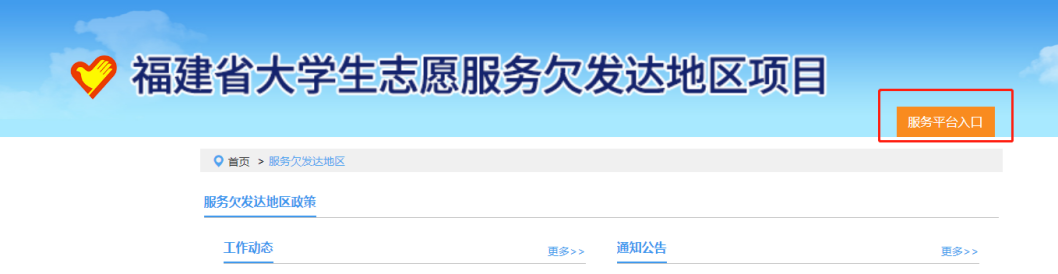 福建省大学生志愿服务欠发达地区项目
服务平台入口
首页 > 服务欠发达地区
服务欠发达地区政策
工作动态 更多>> 通知公告 更多>>